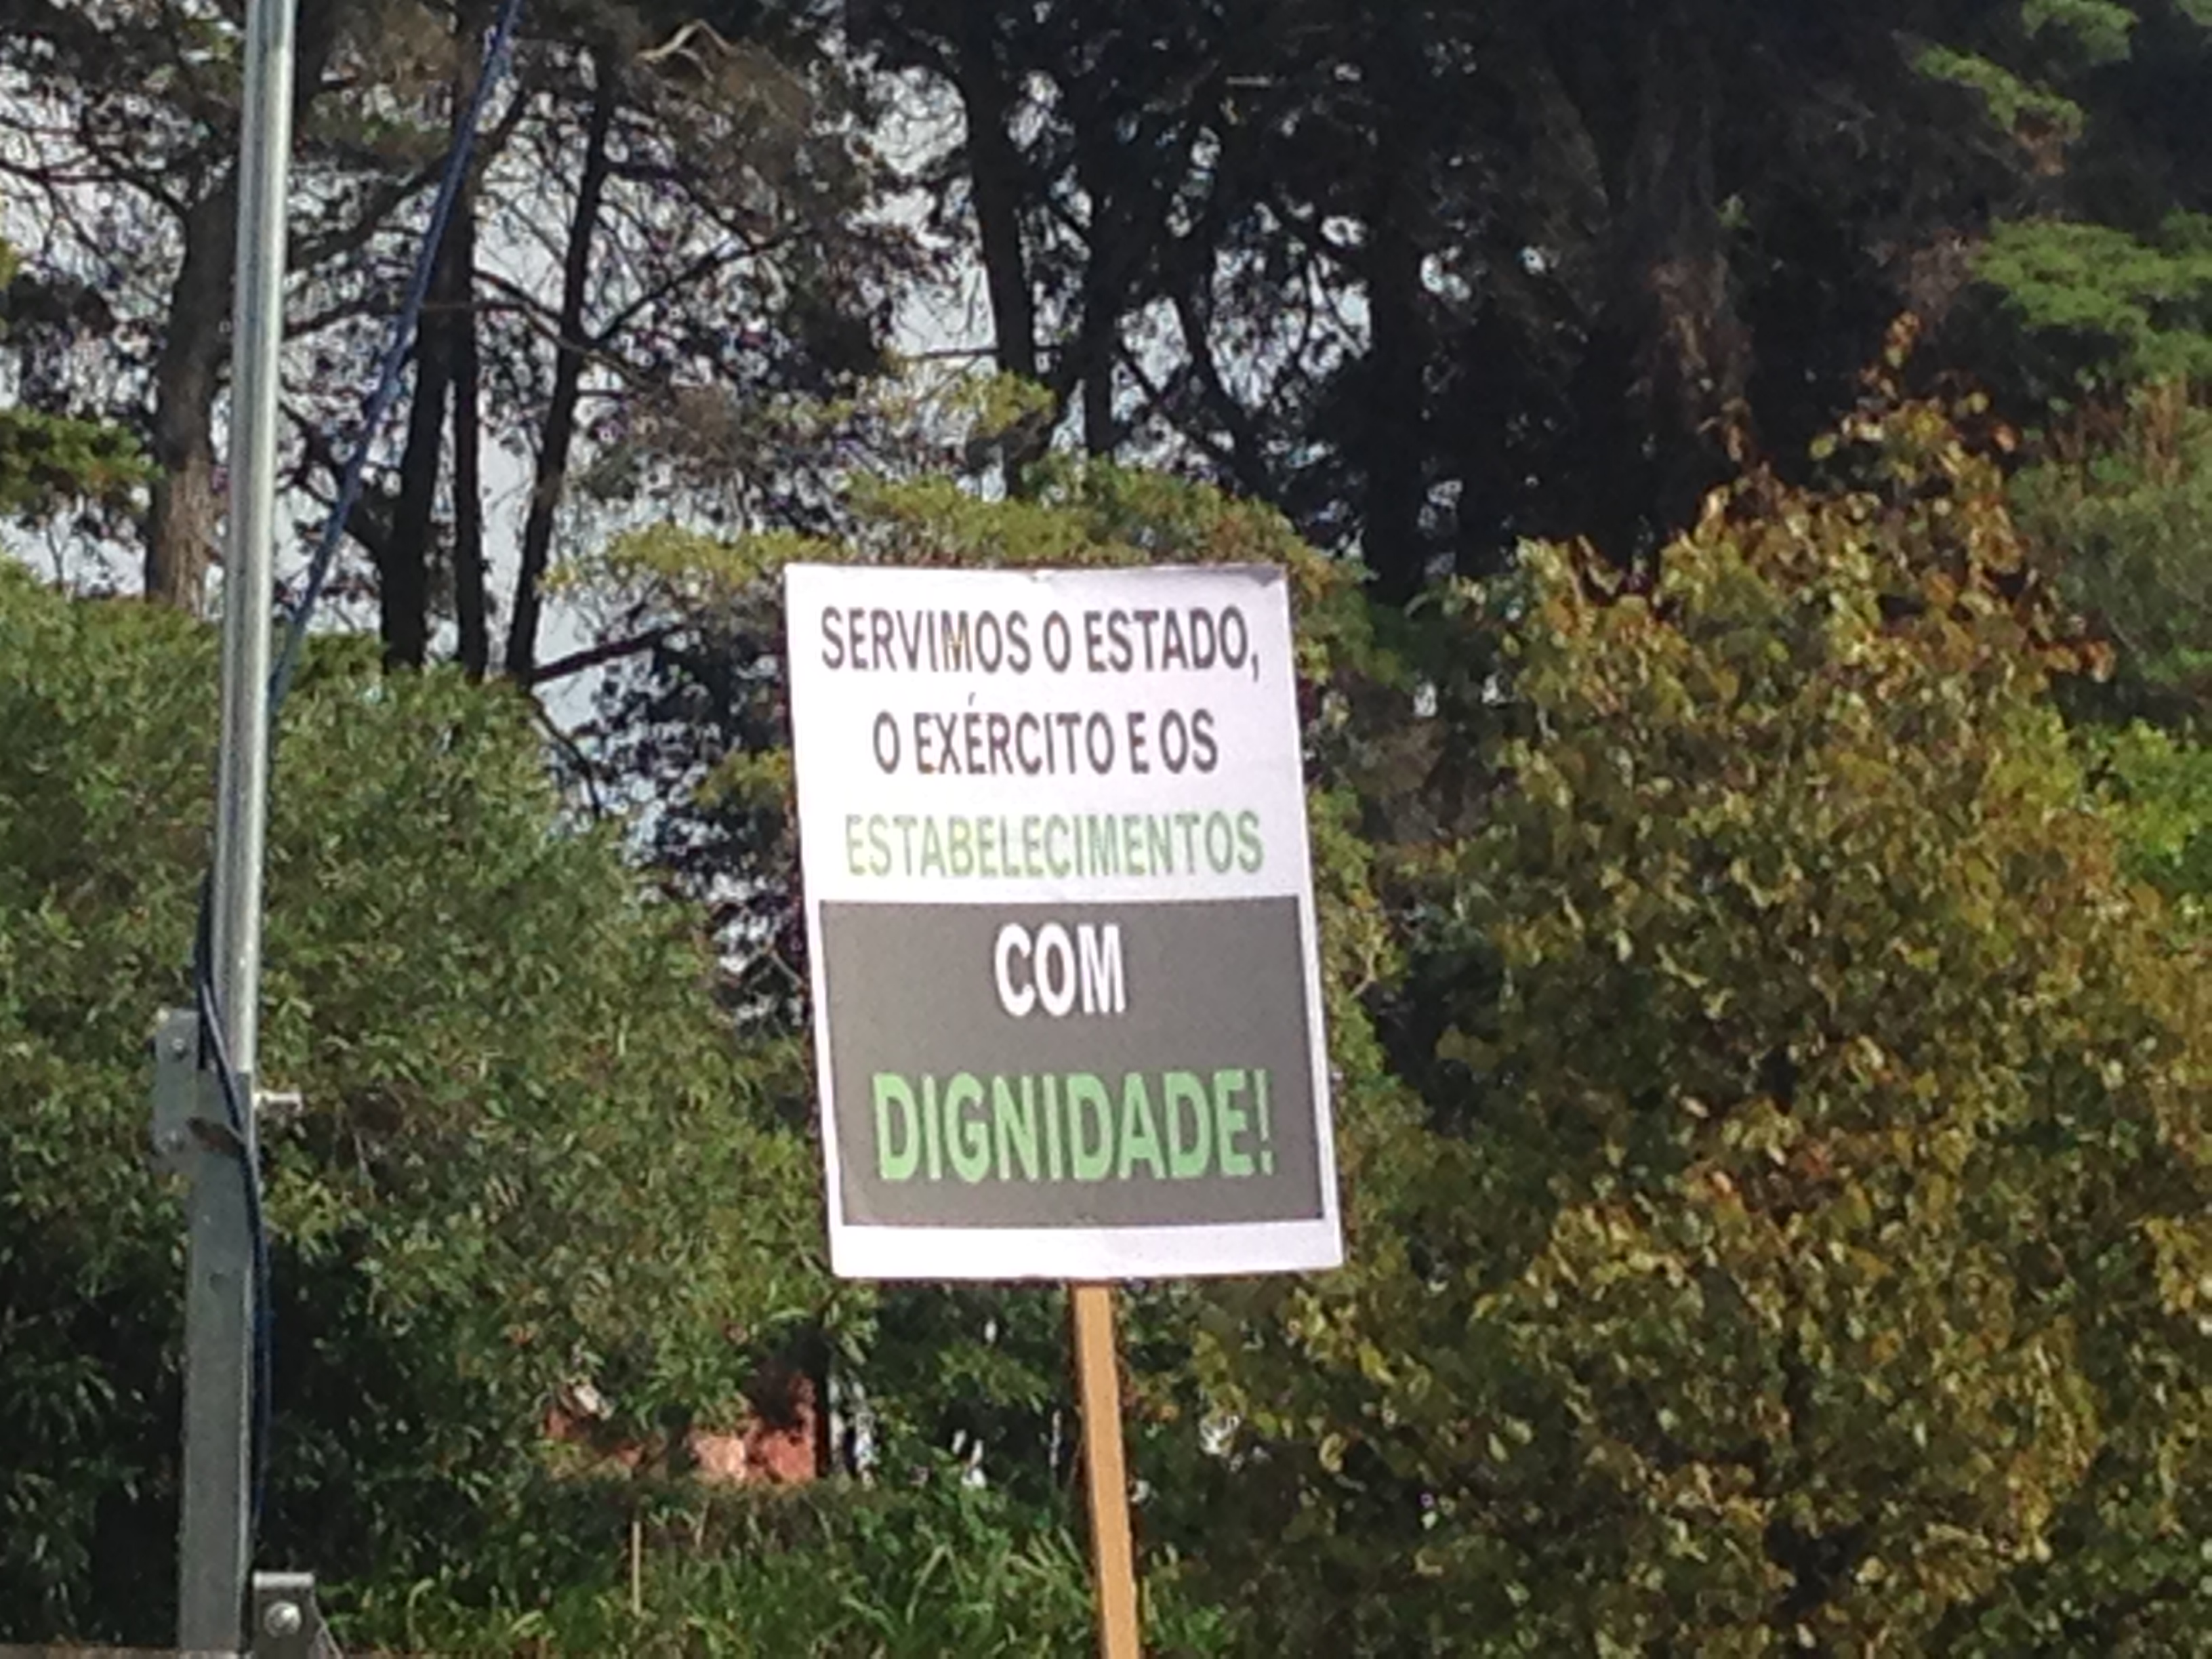 SERVIMOS O ESTADO,
O EXÉRCITO E OS
ESTABELECIMENTOS
COM
DIGNIDADE!